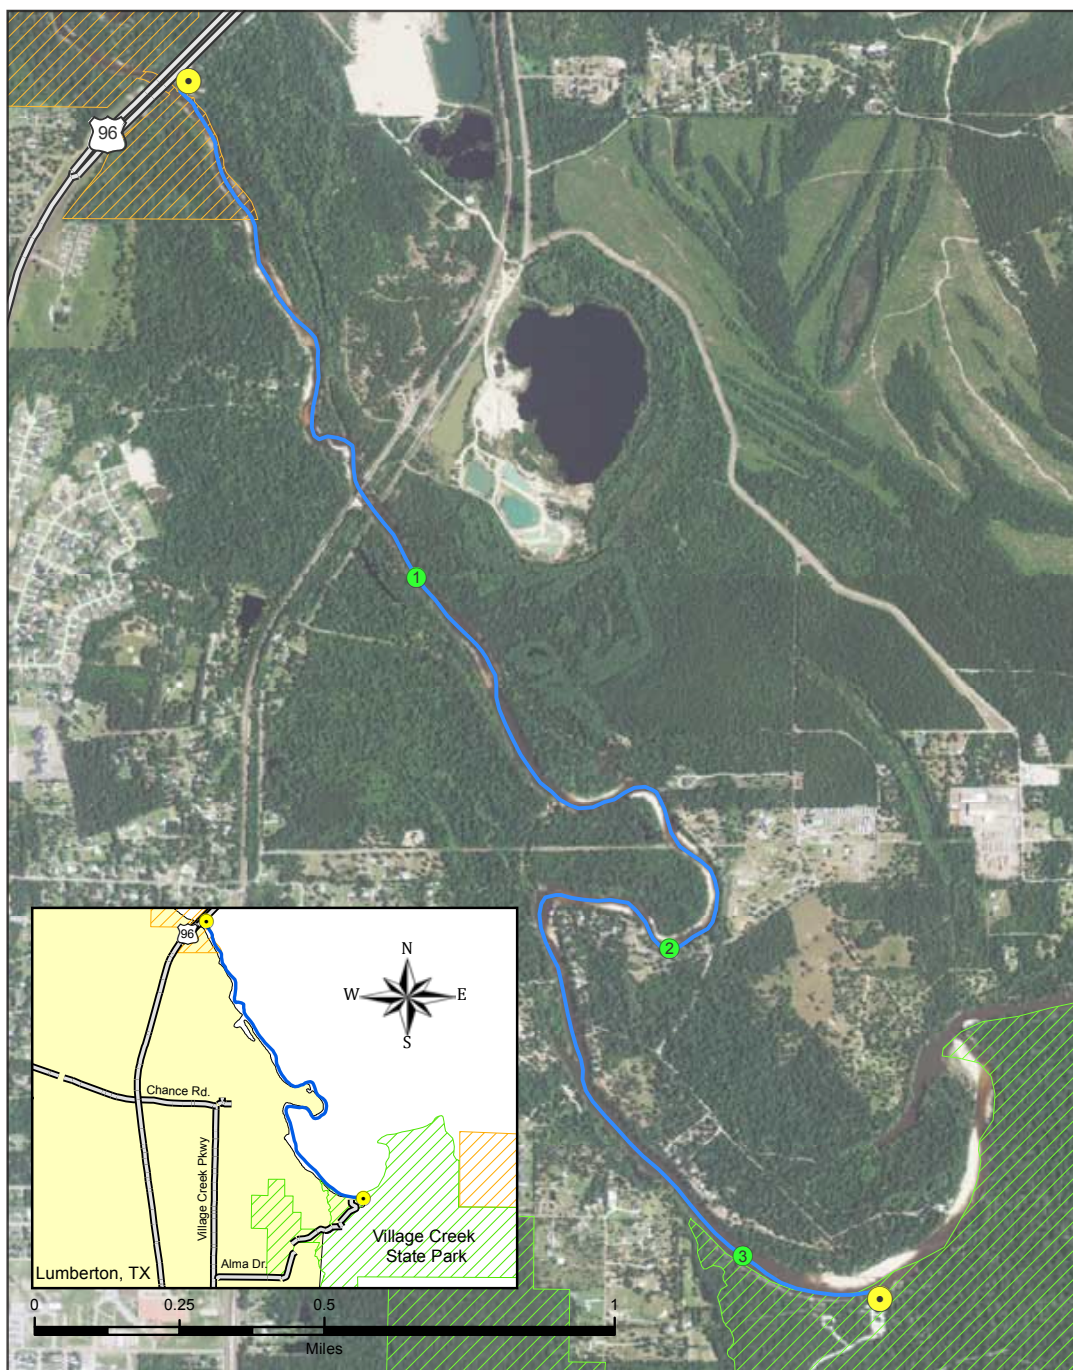 96
1
2
3
96
N
W E
S
Chance Rd.
Village Creek Pkwy
Village Creek
State Park
Alma Dr.
Lumberton, TX
0 0.25 0.5 1
Miles